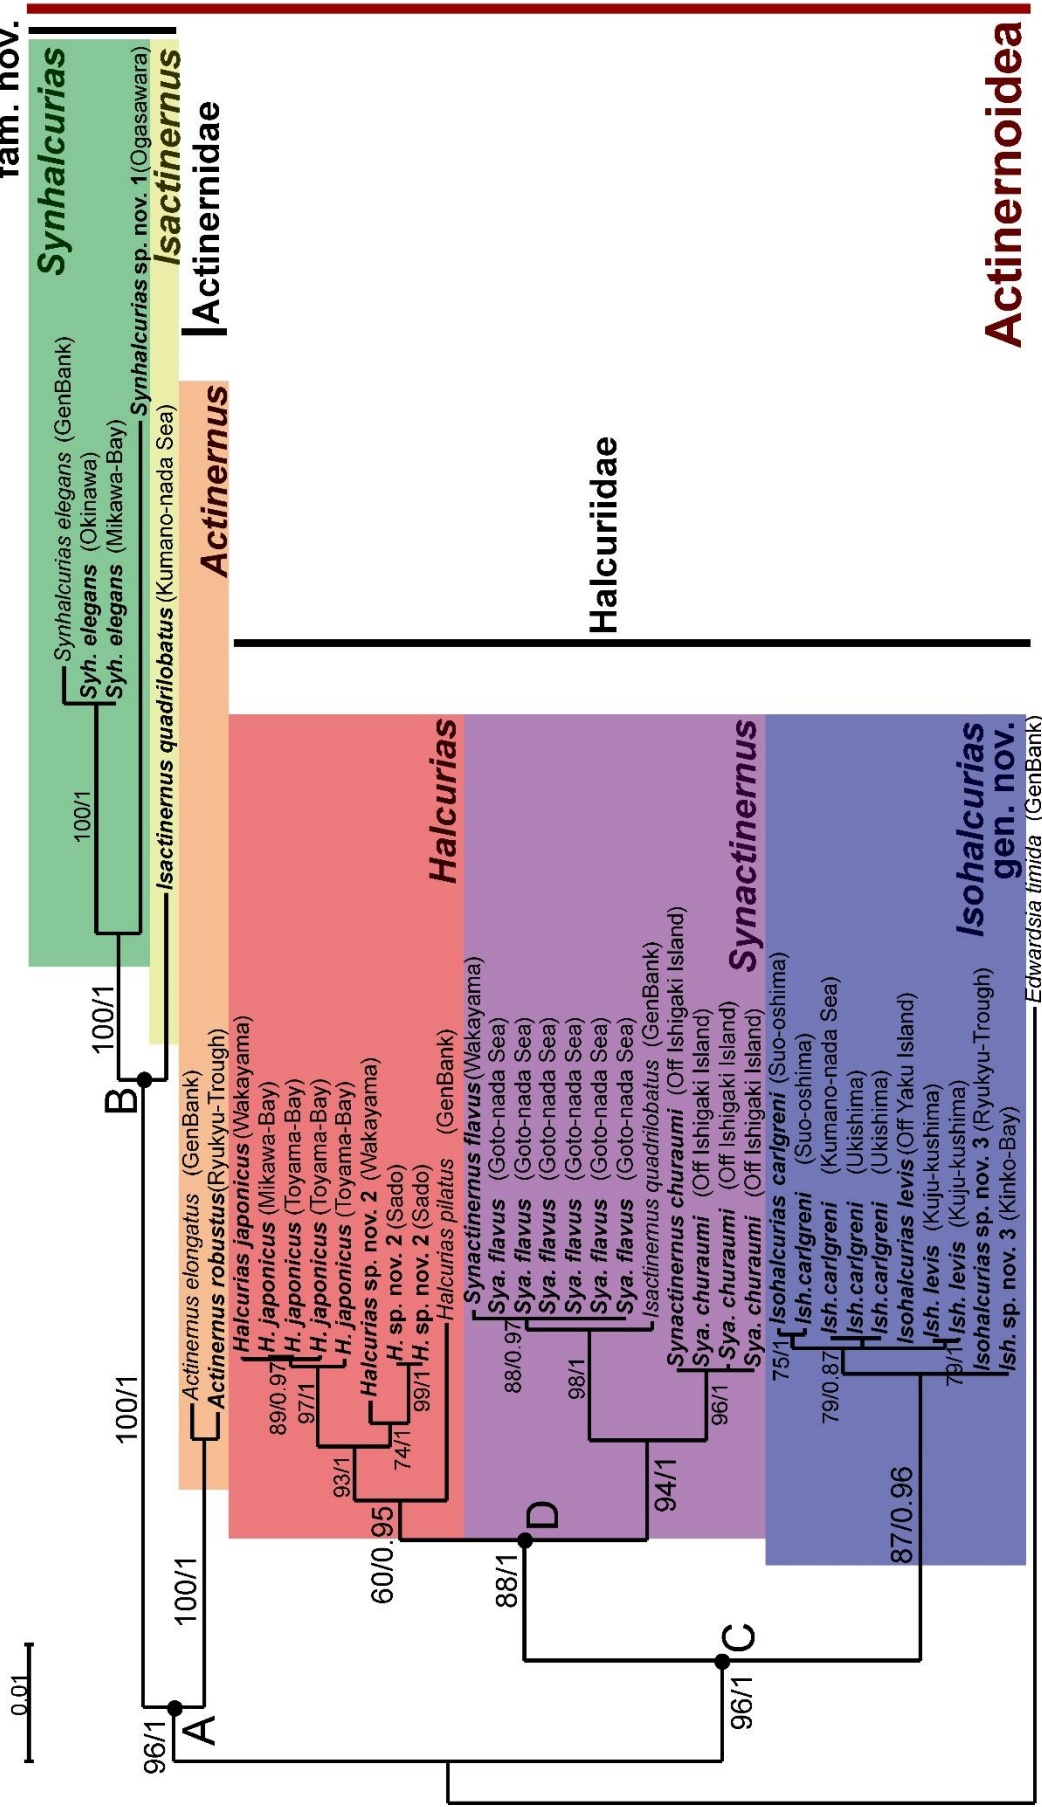 0.01
fam. nov.
Synhalcurias
Synhalcurias elegans (GenBank)
Syh. elegans (Okinawa)
Syh. elegans (Mikawa-Bay)
Synhalcurias sp. nov. 1 (Ogasawara)
100/1
100/1
Isactinernus
Isactinernus quadrilobatus (Kumano-nada Sea)
B
100/1
Actinernidae
Actinernus
Actinernus elongatus (GenBank)
Actinernus robustus (Ryukyu-Trough)
100/1
96/1
A
Halcurias japonicus (Wakayama)
H. japonicus (Mikawa-Bay)
H. japonicus (Toyama-Bay)
H. japonicus (Toyama-Bay)
H. japonicus (Toyama-Bay)
Halcurias sp. nov. 2 (Wakayama)
H. sp. nov. 2 (Sado)
H. sp. nov. 2 (Sado)
Halcurias pilatus (GenBank)
89/0.97
97/1
93/1
74/1
99/1
60/0.95
Halcurias
Halcuriidae
Synactinernus flavus (Wakayama)
Sya. flavus (Goto-nada Sea)
Sya. flavus (Goto-nada Sea)
Sya. flavus (Goto-nada Sea)
Sya. flavus (Goto-nada Sea)
Sya. flavus (Goto-nada Sea)
Sya. flavus (Goto-nada Sea)
Isactinernus quadrilobatus (GenBank)
Synactinernus churaumi (Off Ishigaki Island)
Sya. churaumi (Off Ishigaki Island)
Sya. churaumi (Off Ishigaki Island)
Sya. churaumi (Off Ishigaki Island)
88/0.97
98/1
96/1
94/1
88/1
D
Synactinernus
Isohalcurias carlgreni (Suo-oshima)
Ish.carlgreni (Suo-oshima)
Ish.carlgreni (Kumano-nada Sea)
Ish.carlgreni (Ukishima)
Ish.carlgreni (Ukishima)
Isohalcurias levis (Off Yaku Island)
Ish. levis (Kuju-kushima)
Ish. levis (Kuju-kushima)
Isohalcurias sp. nov. 3 (Ryukyu-Trough)
Ish. sp. nov. 3 (Kinko-Bay)
75/1
79/0.87
79/1
87/0.96
C
96/1
Isohalcurias
gen. nov.
Actinernoidea
Edwardsia timida (GenBank)